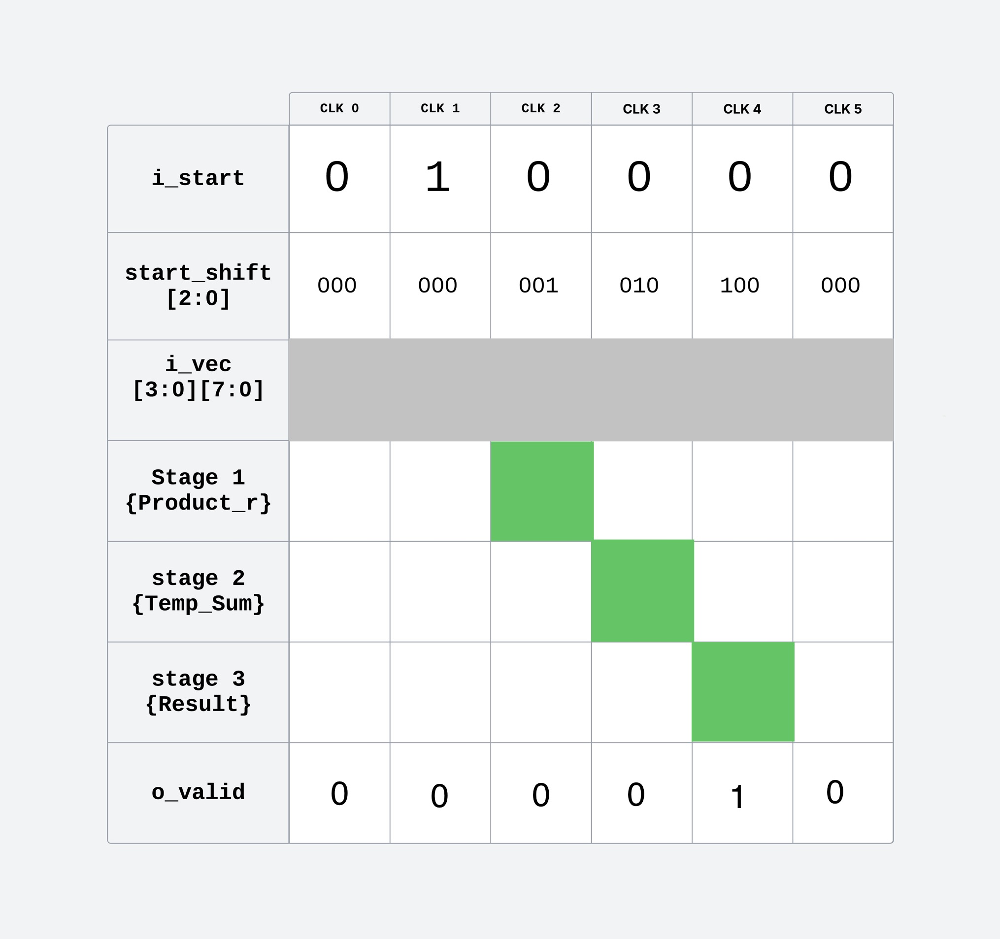 CLK 0 CLK 1 CLK 2 CLK 3 CLK 4 CLK 5
i_start 0 1 0 0 0 0
start_shift
[2:0] 000 000 001 010 100 000
i_vec
[3:0][7:0]
Stage 1
{Product_r}
stage 2
{Temp_Sum}
stage 3
{Result}
o_valid 0 0 0 0 1 0